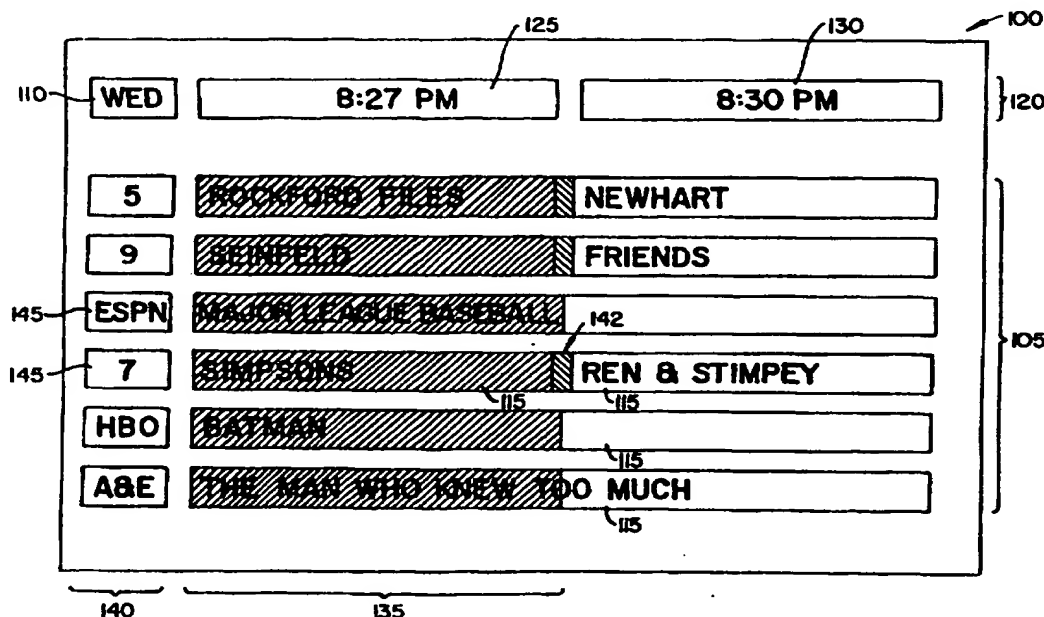 100
125
130
110
WED
8:27 PM
8:30 PM
120
5
ROCKFORD FILES
NEWHART
9
SEINFELD
FRIENDS
145
ESPN
MAJOR LEAGUE BASEBALL
142
105
145
7
SIMPSONS
REN & STIMPEY
115
115
HBO
BATMAN
115
A&E
THE MAN WHO KNEW TOO MUCH
115
140
135